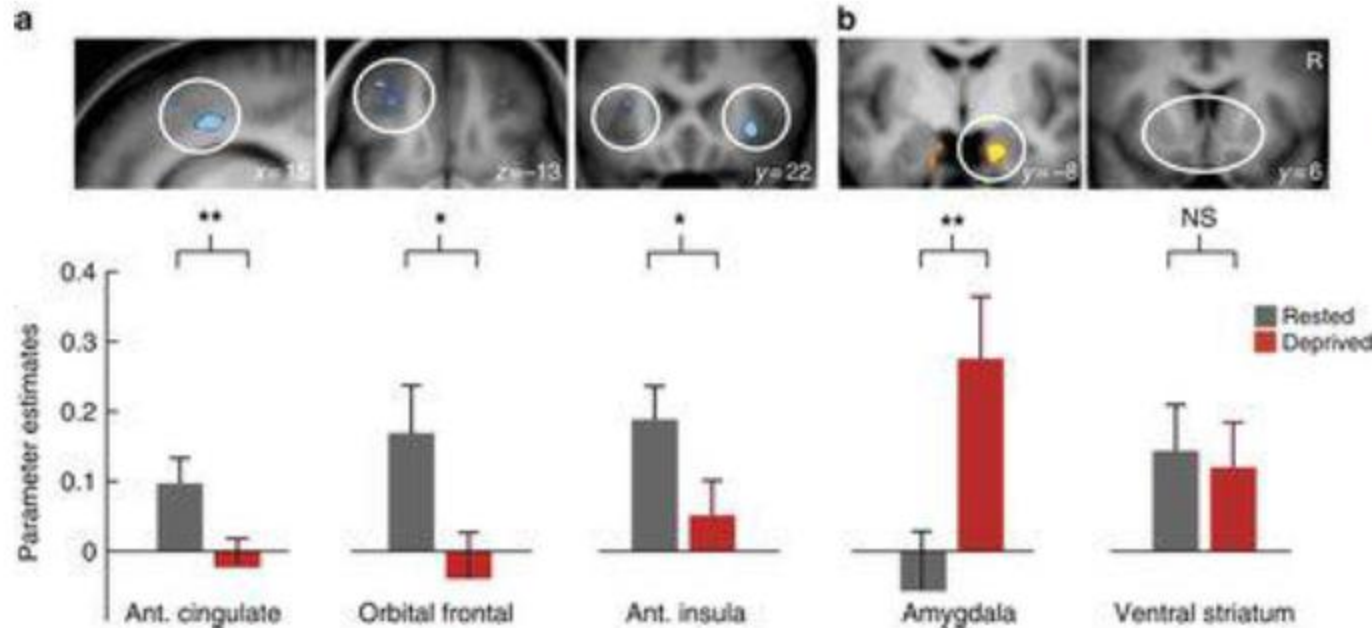 a
b
x=15
z=−13
y=22
y=−8
R
y=6
**
*
*
**
NS
Parameter estimates
0.4
0.3
0.2
0.1
0
Rested
Deprived
Ant. cingulate
Orbital frontal
Ant. insula
Amygdala
Ventral striatum